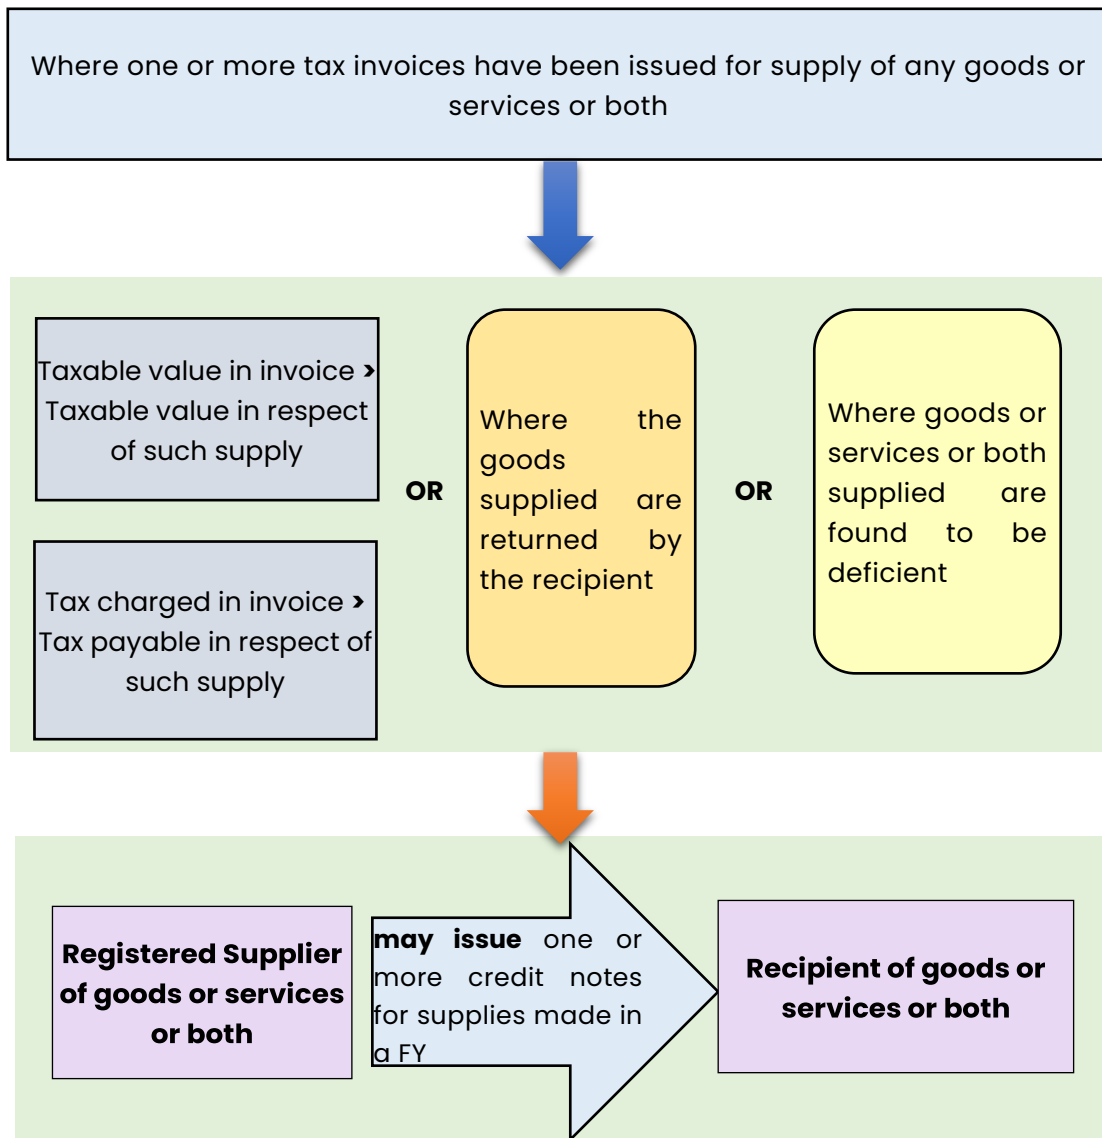 Where one or more tax invoices have been issued for supply of any goods or
services or both
Taxable value in invoice >
Taxable value in respect
of such supply
Tax charged in invoice >
Tax payable in respect of
such supply
OR
Where the
goods
supplied are
returned by
the recipient
OR
Where goods or
services or both
supplied are
found to be
deficient
Registered Supplier
of goods or services
or both
may issue one or
more credit notes
for supplies made in
a FY
Recipient of goods or
services or both